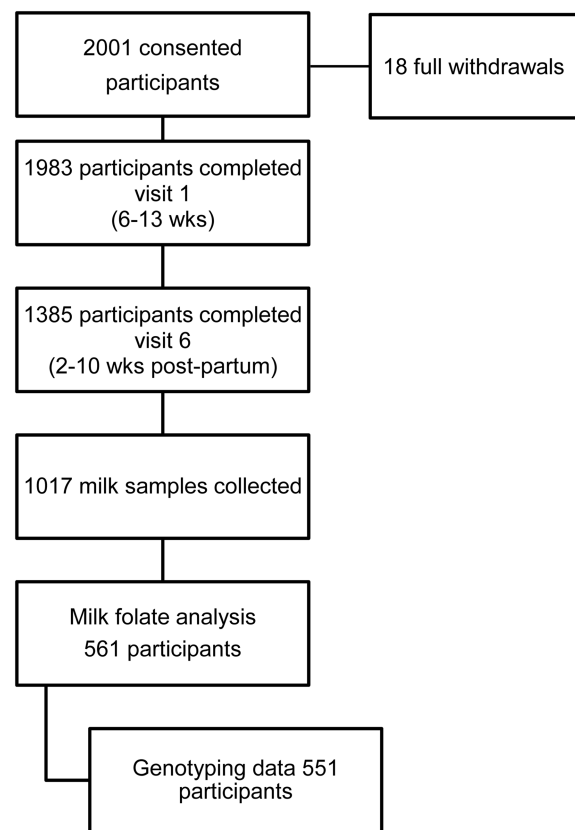 2001 consented
participants
18 full withdrawals
1983 participants completed
visit 1
(6-13 wks)
1385 participants completed
visit 6
(2-10 wks post-partum)
1017 milk samples collected
Milk folate analysis
561 participants
Genotyping data 551
participants